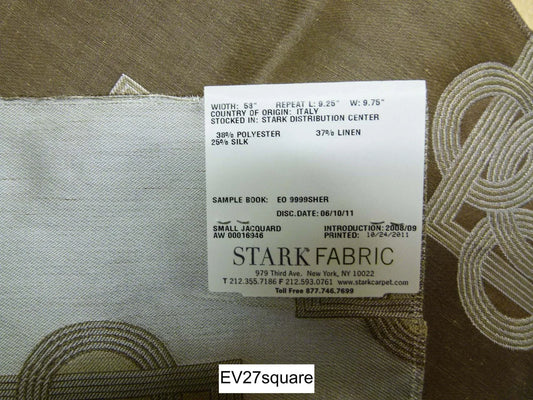 WIDTH: 58" REPEAT L: 9.25" W: 9.75"
COUNTRY OF ORIGIN: ITALY
STOCKED IN: STARK DISTRIBUTION CENTER
38% POLYESTER 37% LINEN
25% SILK
SAMPLE BOOK: EO 9999SHER
DISC.DATE: 06/10/11
SMALL JACQUARD INTRODUCTION: 2008/09
AW 00016946 PRINTED: 10/24/2011
STARK FABRIC
979 Third Ave. New York, NY 10022
T 212.355.7186 F 212.593.0761 www.starkcarpet.com
Toll Free 877.746.7699
EV27square